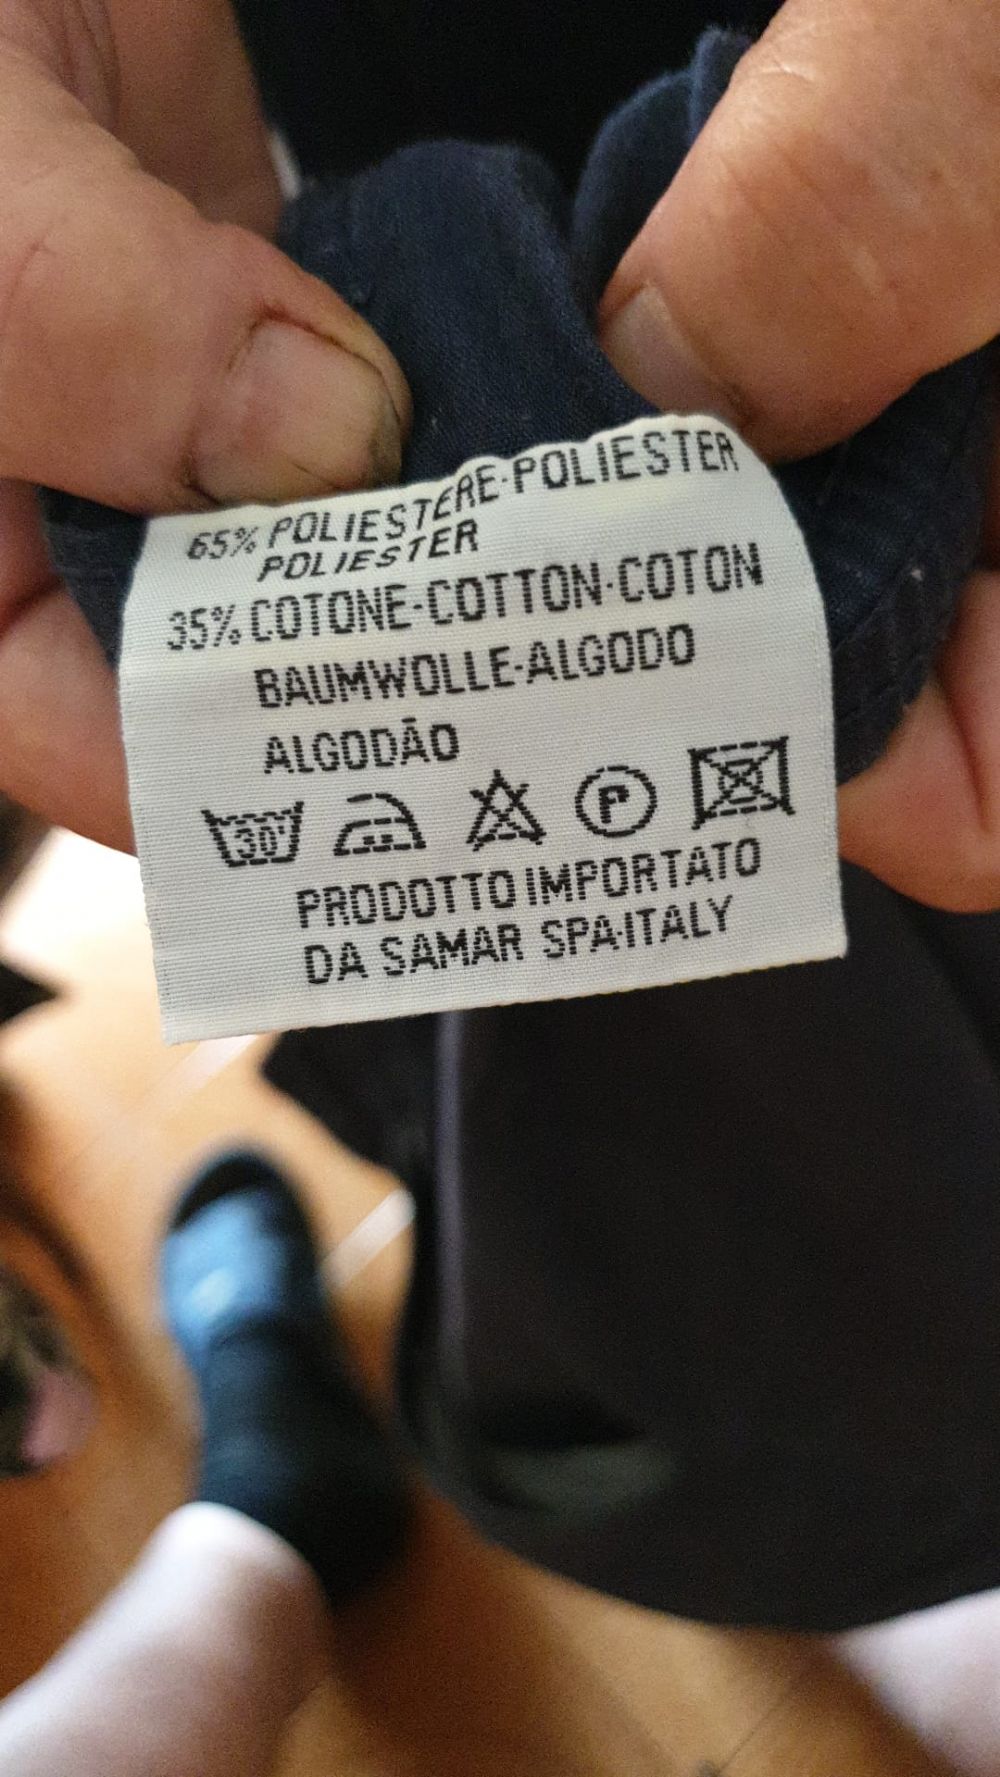 65% POLIESTERE-POLIESTER
POLIESTER
35% COTONE-COTTON-COTON
BAUMWOLLE-ALGODO
ALGODÃO
30° P
PRODOTTO IMPORTATO
DA SAMAR SPA-ITALY